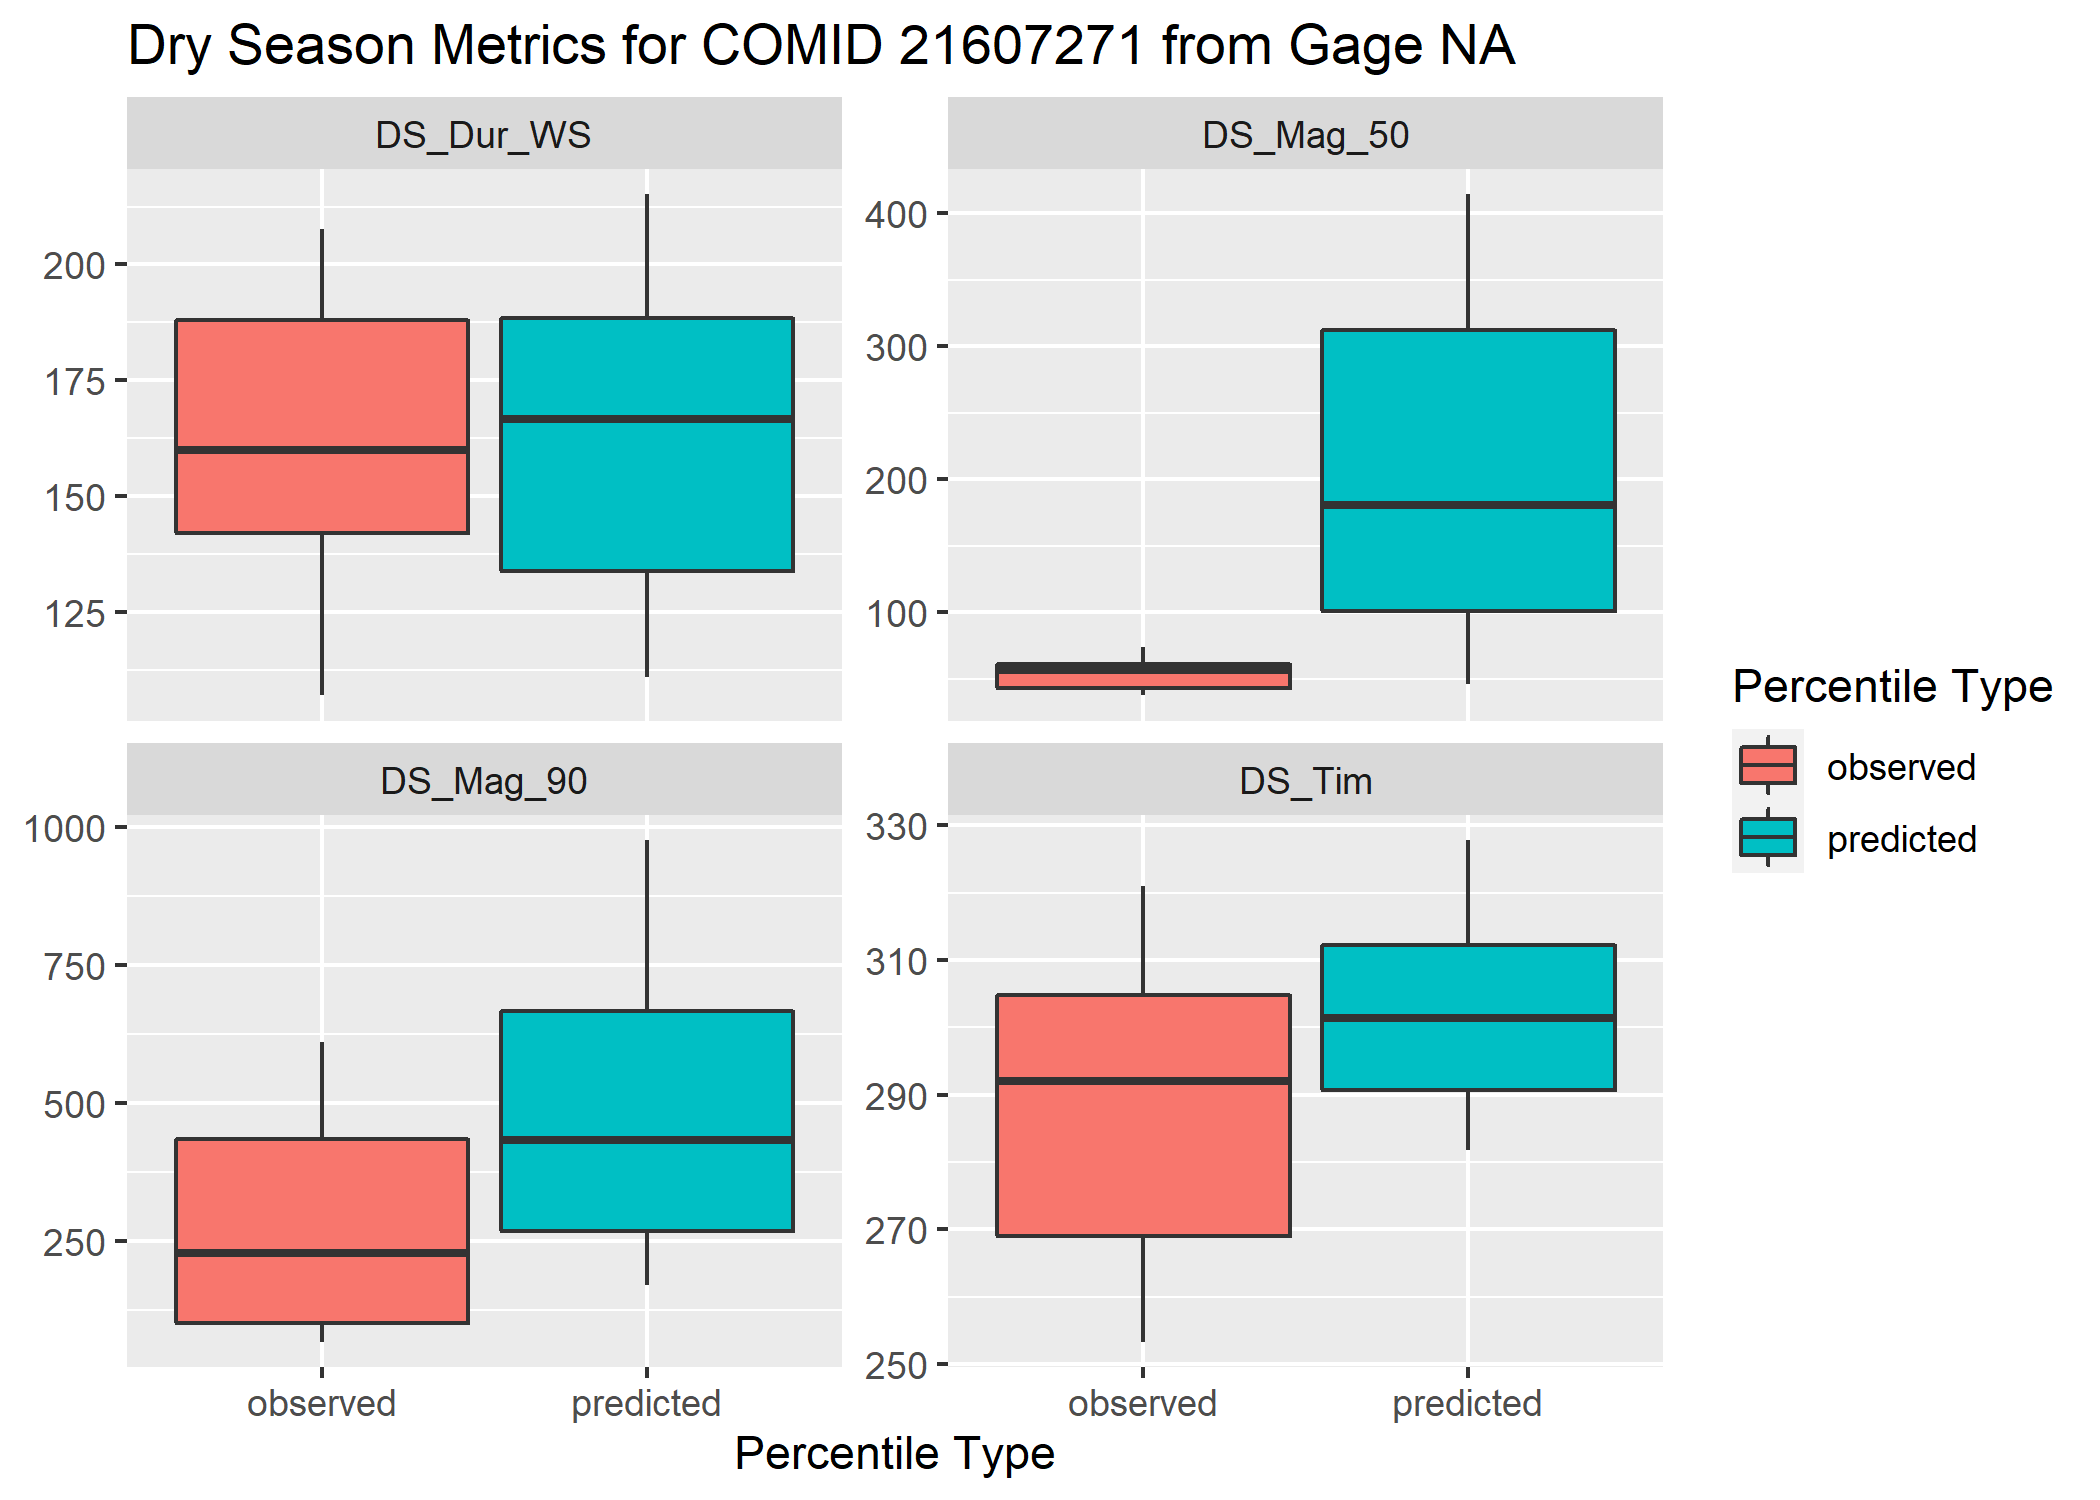 Dry Season Metrics for COMID 21607271 from Gage NA
DS_Dur_WS
DS_Mag_50
200
175
150
125
400
300
200
100
DS_Mag_90
DS_Tim
1000
750
500
250
330
310
290
270
250
observed
predicted
observed
predicted
Percentile Type
Percentile Type
observed
predicted